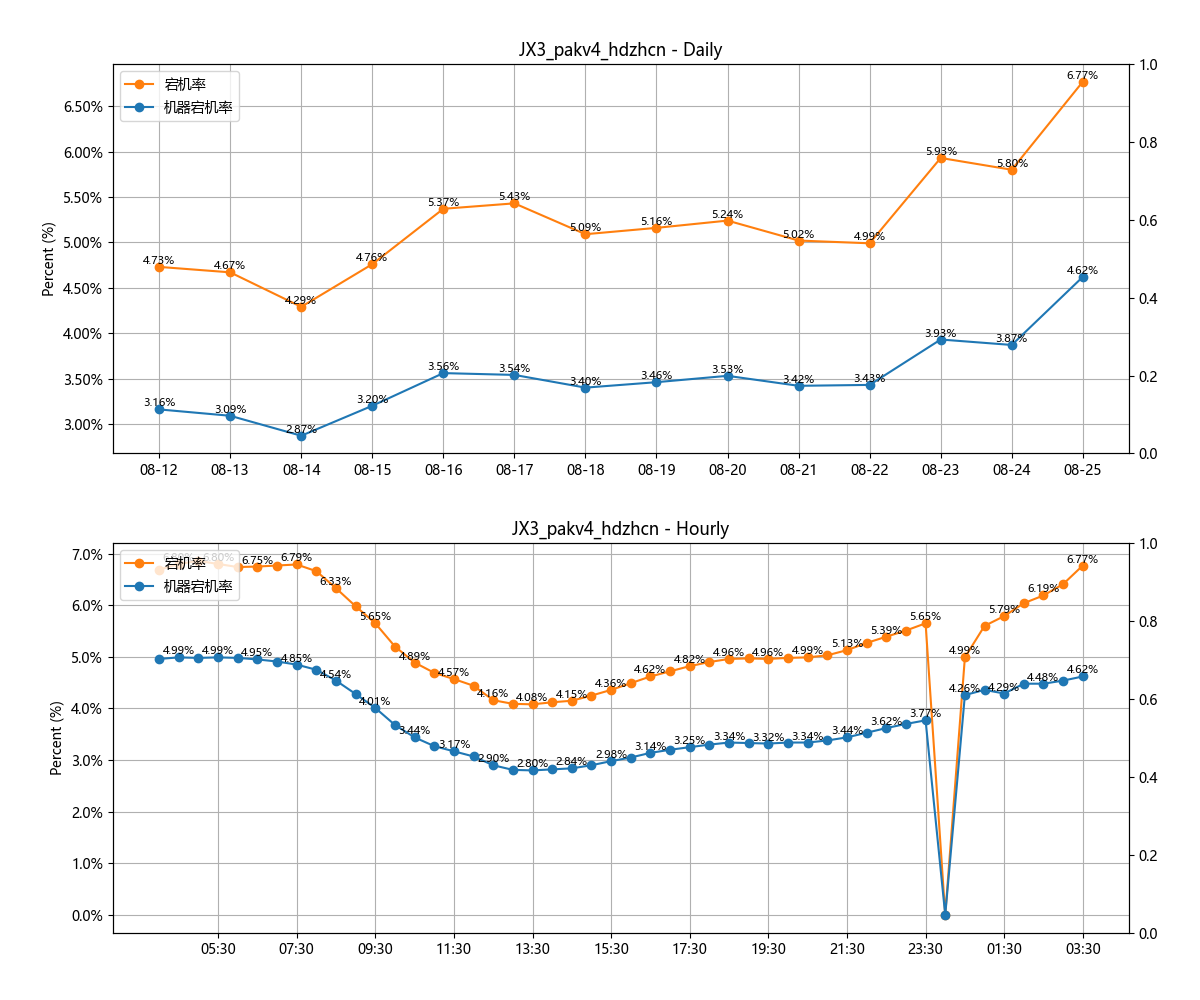 JX3_pakv4_hdzhcn - Daily
宕机率
机器宕机率
Percent (%)
6.50%
6.00%
5.50%
5.00%
4.50%
4.00%
3.50%
3.00%
1.0
0.8
0.6
0.4
0.2
0.0
4.73% 4.67% 4.29% 4.76% 5.37% 5.43% 5.09% 5.16% 5.24% 5.02% 4.99% 5.93% 5.80% 6.77%
3.16% 3.09% 2.87% 3.20% 3.56% 3.54% 3.40% 3.46% 3.53% 3.42% 3.43% 3.93% 3.87% 4.62%
08-12 08-13 08-14 08-15 08-16 08-17 08-18 08-19 08-20 08-21 08-22 08-23 08-24 08-25
JX3_pakv4_hdzhcn - Hourly
宕机率
机器宕机率
Percent (%)
7.0%
6.0%
5.0%
4.0%
3.0%
2.0%
1.0%
0.0%
1.0
0.8
0.6
0.4
0.2
0.0
6.80% 6.75% 6.79% 6.33% 5.65% 4.89% 4.57% 4.16% 4.08% 4.15% 4.36% 4.62% 4.82% 4.96% 4.96% 4.99% 5.13% 5.39% 5.65% 4.99% 5.79% 6.19% 6.77%
4.99% 4.99% 4.95% 4.85% 4.54% 4.01% 3.44% 3.17% 2.90% 2.80% 2.84% 2.98% 3.14% 3.25% 3.34% 3.32% 3.34% 3.44% 3.62% 3.77% 4.26% 4.29% 4.48% 4.62%
05:30 07:30 09:30 11:30 13:30 15:30 17:30 19:30 21:30 23:30 01:30 03:30